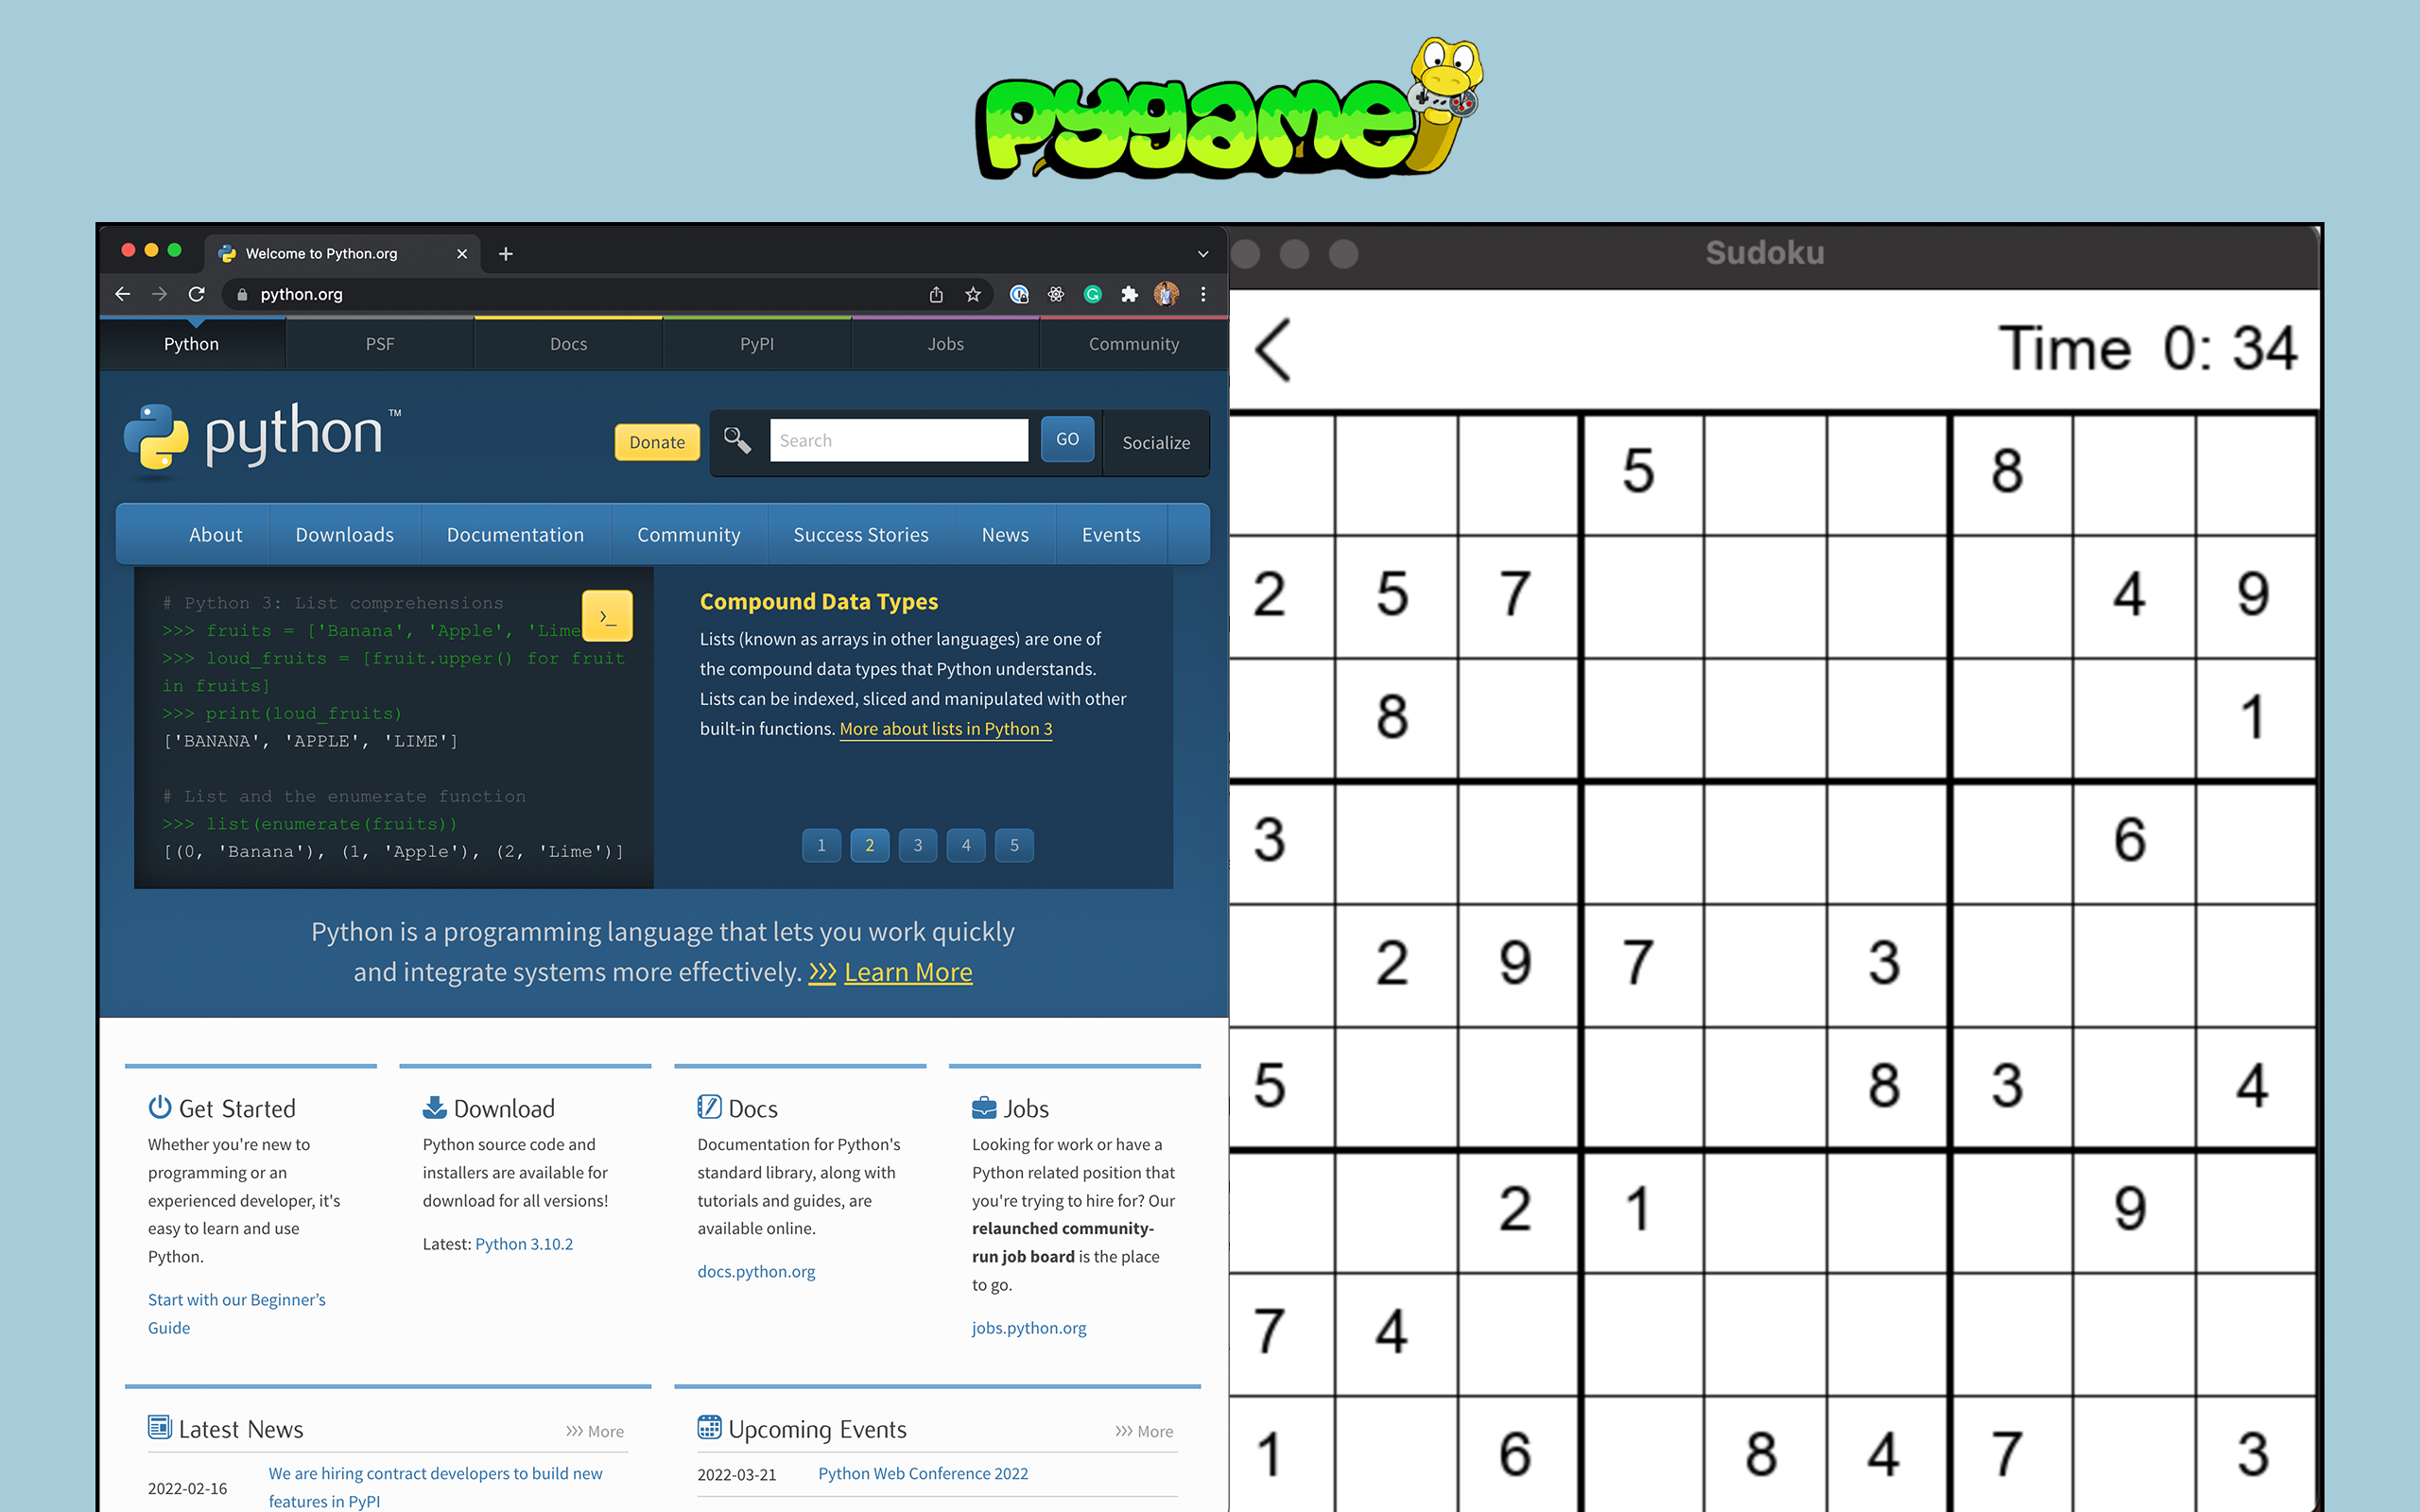 pygame
Welcome to Python.org
python.org
Python PSF Docs PyPI Jobs Community
python™
Donate Search GO Socialize
About Downloads Documentation Community Success Stories News Events
# Python 3: List comprehensions
>>> fruits = ['Banana', 'Apple', 'Lime
>_
>>> loud_fruits = [fruit.upper() for fruit
in fruits]
>>> print(loud_fruits)
['BANANA', 'APPLE', 'LIME']
# List and the enumerate function
>>> list(enumerate(fruits))
[(0, 'Banana'), (1, 'Apple'), (2, 'Lime')]
Compound Data Types
Lists (known as arrays in other languages) are one of
the compound data types that Python understands.
Lists can be indexed, sliced and manipulated with other
built-in functions. More about lists in Python 3
1 2 3 4 5
Python is a programming language that lets you work quickly
and integrate systems more effectively. >>> Learn More
Get Started
Whether you're new to
programming or an
experienced developer, it's
easy to learn and use
Python.
Start with our Beginner’s
Guide
Download
Python source code and
installers are available for
download for all versions!
Latest: Python 3.10.2
Docs
Documentation for Python's
standard library, along with
tutorials and guides, are
available online.
docs.python.org
Jobs
Looking for work or have a
Python related position that
you're trying to hire for? Our
relaunched community-
run job board is the place
to go.
jobs.python.org
Latest News >>> More
2022-02-16 We are hiring contract developers to build new
features in PyPI
Upcoming Events >>> More
2022-03-21 Python Web Conference 2022
Sudoku
< Time 0: 34
5 8
2 5 7 4 9
8 1
3 6
2 9 7 3
5 8 3 4
2 1 9
7 4
1 6 8 4 7 3